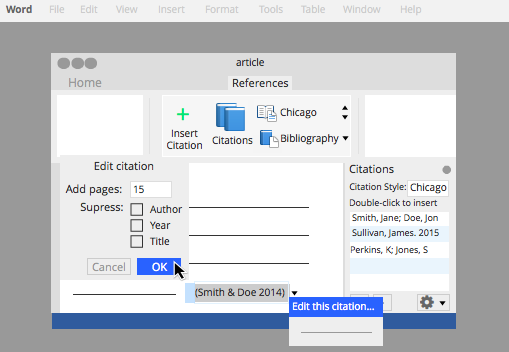 Word File Edit View Insert Format Tools Table Window Help
article
Home References
Insert
Citation
Citations
Chicago
Bibliography
Edit citation
Add pages: 15
Supress: Author
Year
Title
Cancel OK
Citations
Citation Style: Chicago
Double-click to insert
Smith, Jane; Doe, Jon
Sullivan, James. 2015
Perkins, K; Jones, S
(Smith & Doe 2014)
Edit this citation...